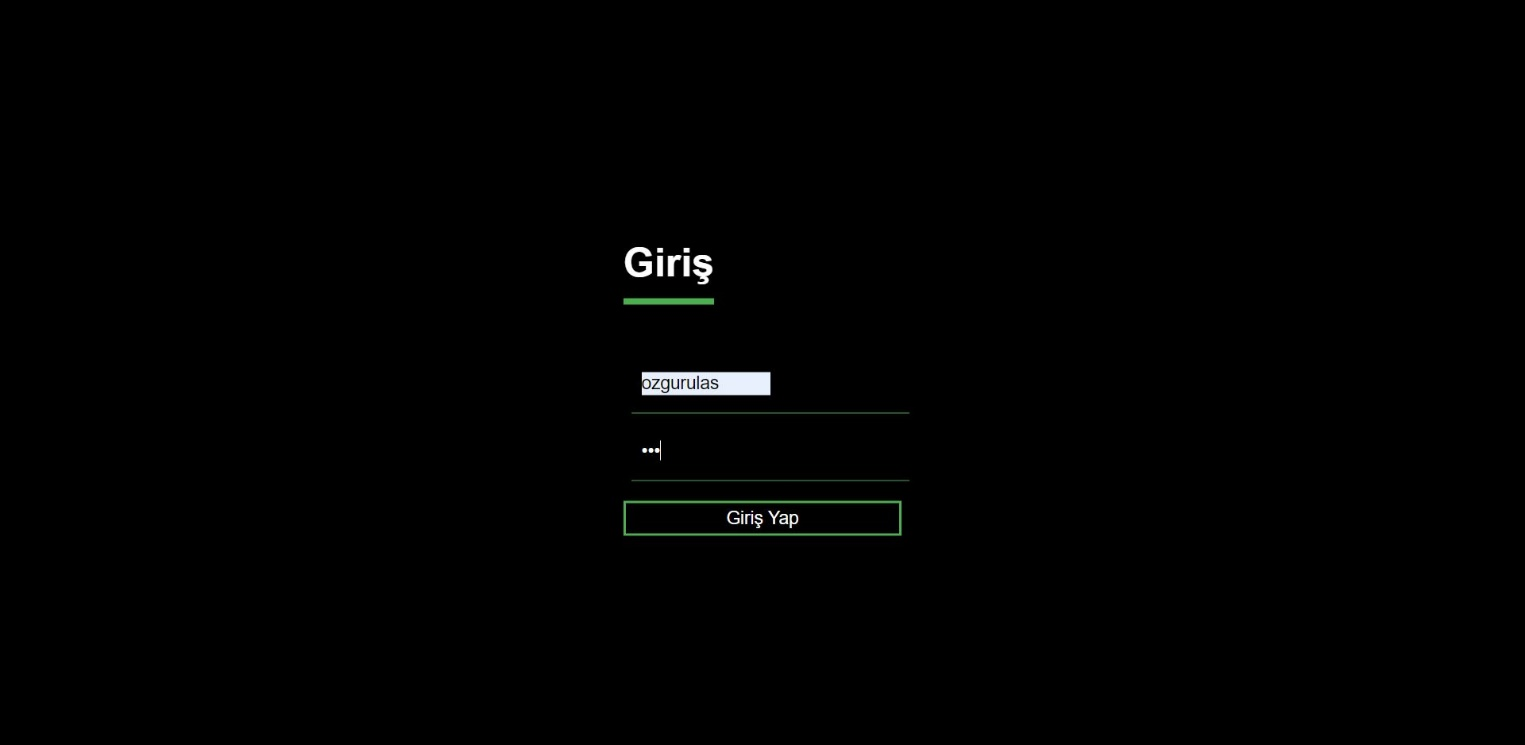 Giriş
ozgurulas
•••
Giriş Yap